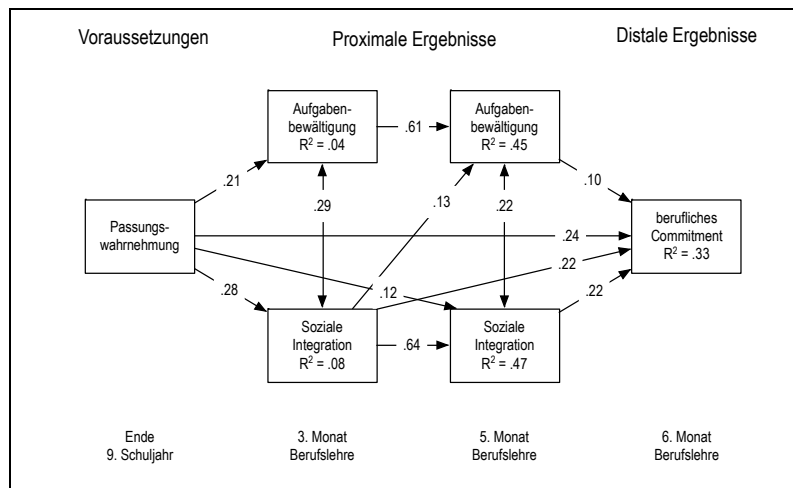 Voraussetzungen
Proximale Ergebnisse
Distale Ergebnisse
Aufgaben-
bewältigung
R² = .04
.61
Aufgaben-
bewältigung
R² = .45
.21
.10
.29
.13
.22
Passungs-
wahrnehmung
.24
berufliches
Commitment
R² = .33
.22
.28
.12
.22
Soziale
Integration
R² = .08
.64
Soziale
Integration
R² = .47
Ende
9. Schuljahr
3. Monat
Berufslehre
5. Monat
Berufslehre
6. Monat
Berufslehre